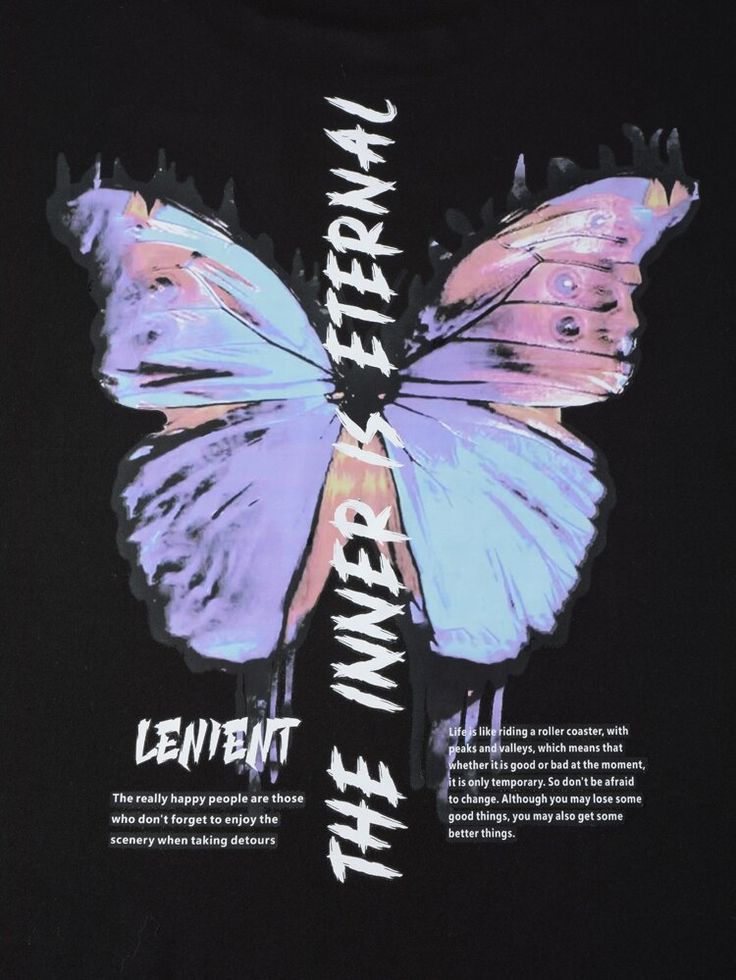 THE INNER IS ETERNAL
LENIENT
The really happy people are those
who don't forget to enjoy the
scenery when taking detours
Life is like riding a roller coaster, with
peaks and valleys, which means that
whether it is good or bad at the moment,
it is only temporary. So don't be afraid
to change. Although you may lose some
good things, you may also get some
better things.